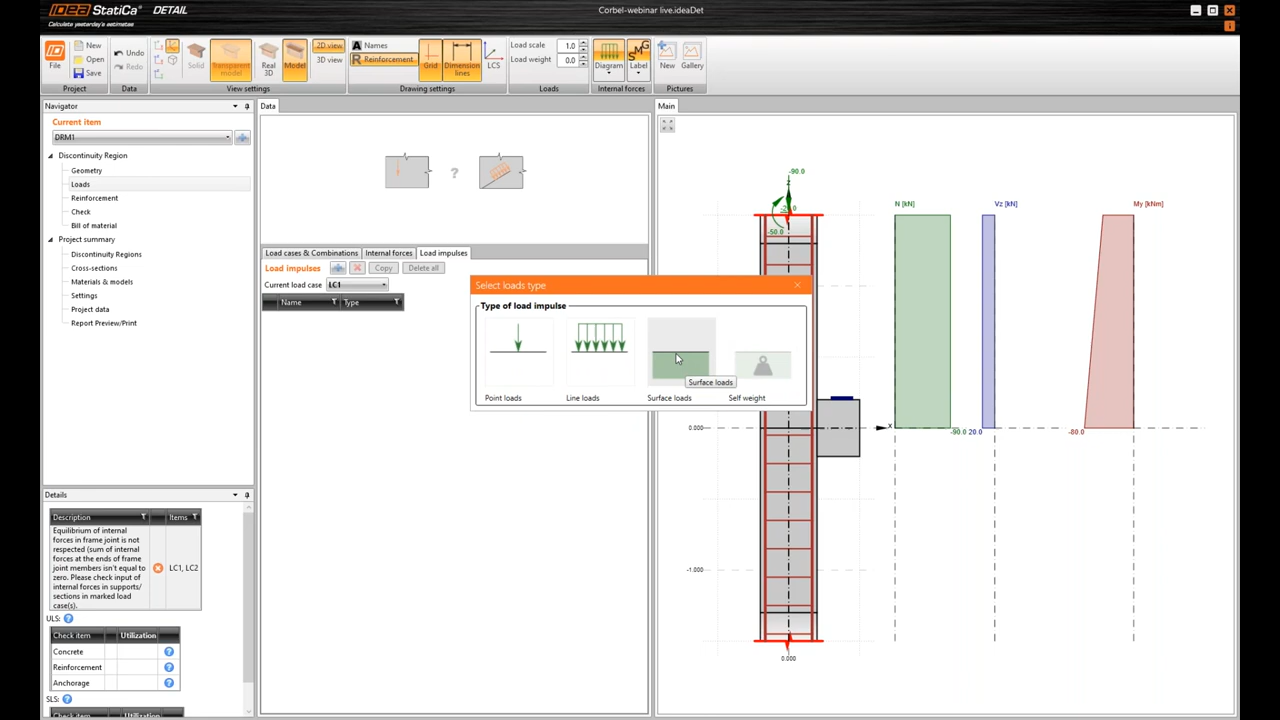 IDEA StatiCa® DETAIL
Calculate yesterday's estimates
Corbel-webinar live.ideaDet
File
New
Open
Save
Undo
Redo
Solid
Transparent model
Real 3D
Model
2D view
3D view
Names
Reinforcement
Grid
Dimension lines
LCS
Load scale 1.0
Load weight 0.0
Diagram
Label
New
Gallery
Project
Data
View settings
Drawing settings
Loads
Internal forces
Pictures
Navigator
Current item
DRM1
Discontinuity Region
Geometry
Loads
Reinforcement
Check
Bill of material
Project summary
Discontinuity Regions
Cross-sections
Materials & models
Settings
Project data
Report Preview/Print
Details
Description Items
Equilibrium of internal
forces in frame joint is not
respected (sum of internal
forces at the ends of frame
joint members isn't equal to
zero. Please check input of
internal forces in supports/
sections in marked load
case(s).
LC1, LC2
ULS: ?
Check item Utilization
Concrete ?
Reinforcement ?
Anchorage ?
SLS: ?
Check item Utilization
Data
?
Load cases & Combinations Internal forces Load impulses
Load impulses Copy Delete all
Current load case LC1
Name Type
Select loads type
Type of load impulse
Surface loads
Point loads Line loads Surface loads Self weight
Main
-90.0
z
-50.0
N [kN] Vz [kN] My [kNm]
0.000
x
-90.0 20.0 -80.0
-1.000
0.000